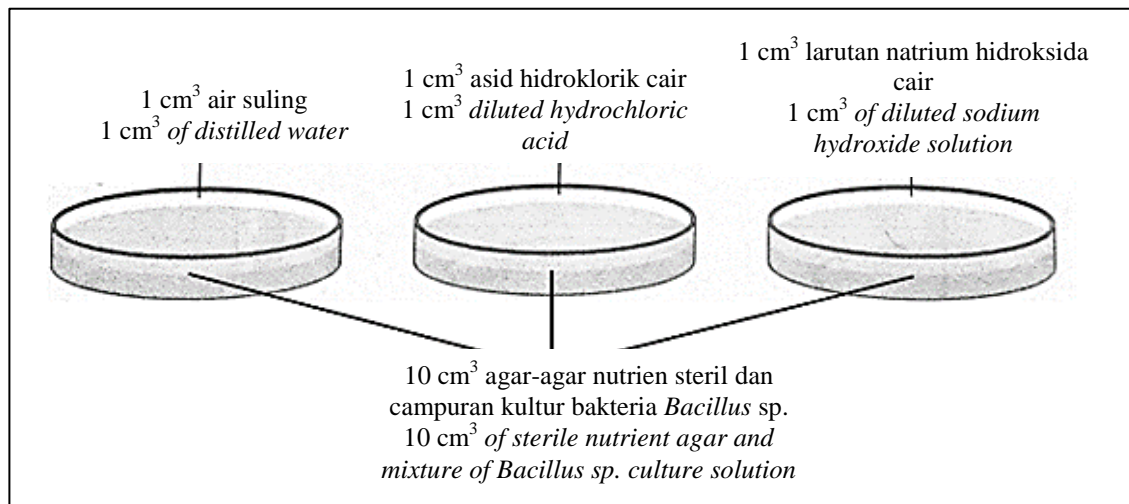 1 cm³ air suling
1 cm³ of distilled water
1 cm³ asid hidroklorik cair
1 cm³ diluted hydrochloric
acid
1 cm³ larutan natrium hidroksida
cair
1 cm³ of diluted sodium
hydroxide solution
10 cm³ agar-agar nutrien steril dan
campuran kultur bakteria Bacillus sp.
10 cm³ of sterile nutrient agar and
mixture of Bacillus sp. culture solution